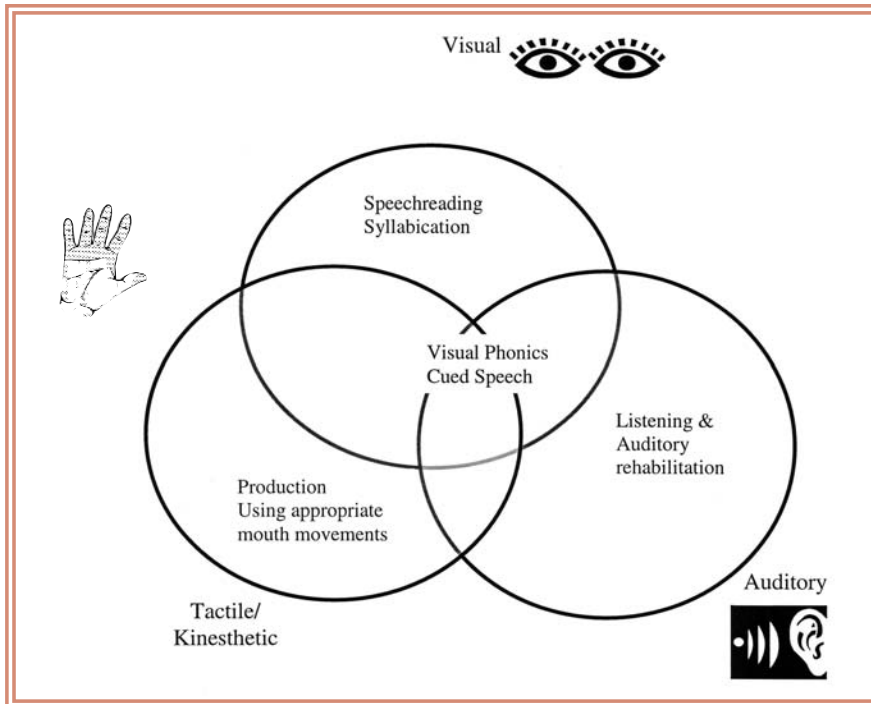 Visual
Speechreading
Syllabication
Visual Phonics
Cued Speech
Listening &
Auditory
rehabilitation
Production
Using appropriate
mouth movements
Auditory
Tactile/
Kinesthetic